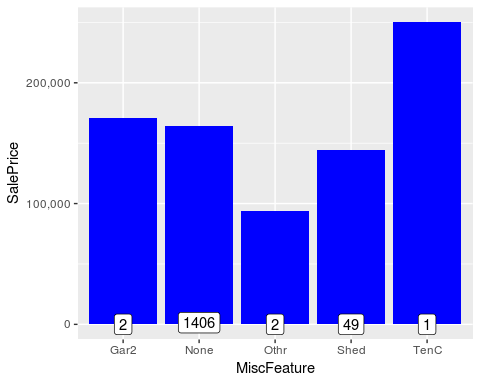 200,000
100,000
0
SalePrice
2
1406
2
49
1
Gar2
None
Othr
Shed
TenC
MiscFeature